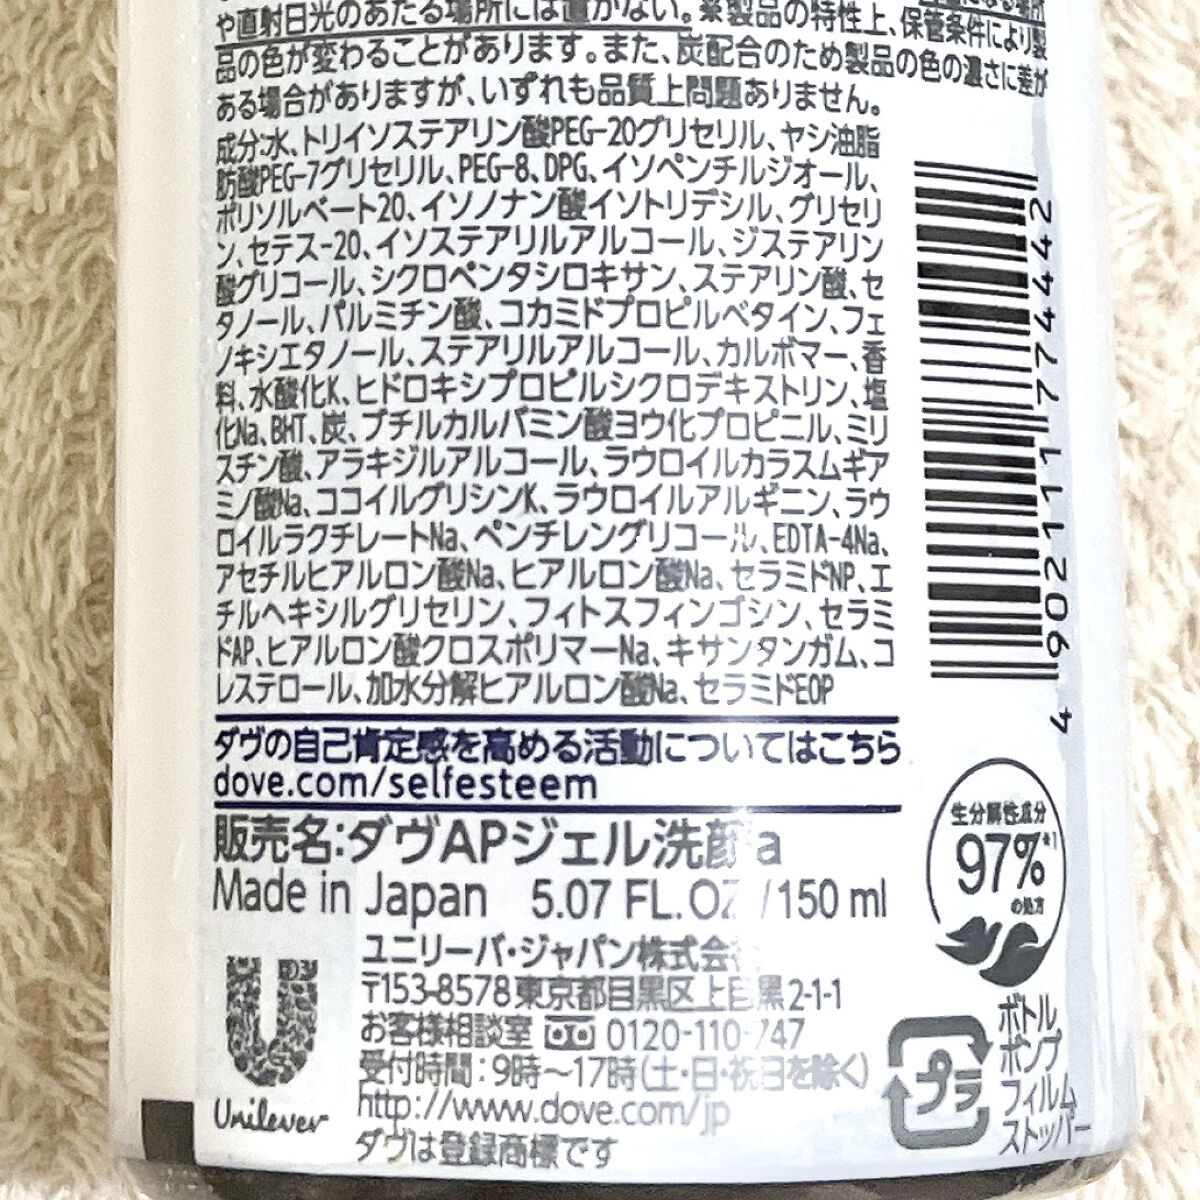 や直射日光のあたる場所には置かない。※製品の特性上、保管条件により製
品の色が変わることがあります。また、炭配合のため製品の色の濃さに差が
ある場合がありますが、いずれも品質上問題ありません。
成分:水、トリイソステアリン酸PEG-20グリセリル、ヤシ油脂
肪酸PEG-7グリセリル、PEG-8、DPG、イソペンチルジオール、
ポリソルベート20、イソノナン酸イソトリデシル、グリセリ
ン、セテス-20、イソステアリルアルコール、ジステアリン
酸グリコール、シクロペンタシロキサン、ステアリン酸、セ
タノール、パルミチン酸、コカミドプロピルベタイン、フェ
ノキシエタノール、ステアリルアルコール、カルボマー、香
料、水酸化K、ヒドロキシプロピルシクロデキストリン、塩
化Na、BHT、炭、ブチルカルバミン酸ヨウ化プロピニル、ミリ
スチン酸、アラキジルアルコール、ラウロイルカラスムギア
ミノ酸Na、ココイルグリシンK、ラウロイルアルギニン、ラウ
ロイルラクチレートNa、ペンチレングリコール、EDTA-4Na、
アセチルヒアルロン酸Na、ヒアルロン酸Na、セラミドNP、エ
チルヘキシルグリセリン、フィトスフィンゴシン、セラミ
ドAP、ヒアルロン酸クロスポリマーNa、キサンタンガム、コ
レステロール、加水分解ヒアルロン酸Na、セラミドEOP
ダヴの自己肯定感を高める活動についてはこちら
dove.com/selfesteem
販売名:ダヴAPジェル洗顔a
Made in Japan 5.07 FL.OZ /150 ml
ユニリーバ・ジャパン株式会社
〒153-8578東京都目黒区上目黒2-1-1
お客様相談室 0120-110-747
受付時間:9時～17時(土・日・祝日を除く)
http://www.dove.com/jp
ダヴは登録商標です
Unilever
4 902111 774442
生分解性成分
97%*1
の処方
プラ
ボトル
ポンプ
フィルム
ストッパー